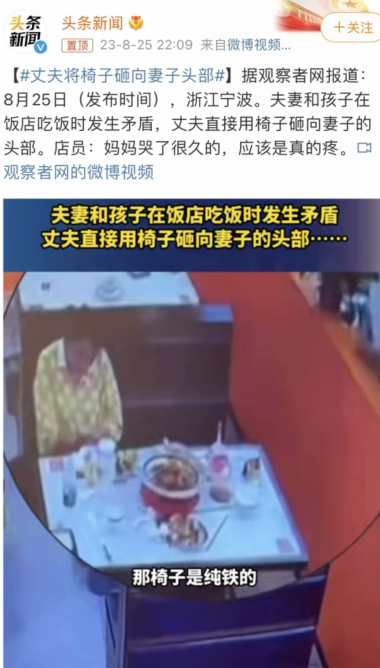 头条
新闻
头条新闻
+关注
置顶 23-8-25 22:09 来自微博视频...
【#丈夫将椅子砸向妻子头部#】据观察者网报道:
8月25日（发布时间），浙江宁波。夫妻和孩子在
饭店吃饭时发生矛盾，丈夫直接用椅子砸向妻子的
头部。店员：妈妈哭了很久的，应该是真的疼。
观察者网的微博视频
夫妻和孩子在饭店吃饭时发生矛盾
丈夫直接用椅子砸向妻子的头部……
那椅子是纯铁的